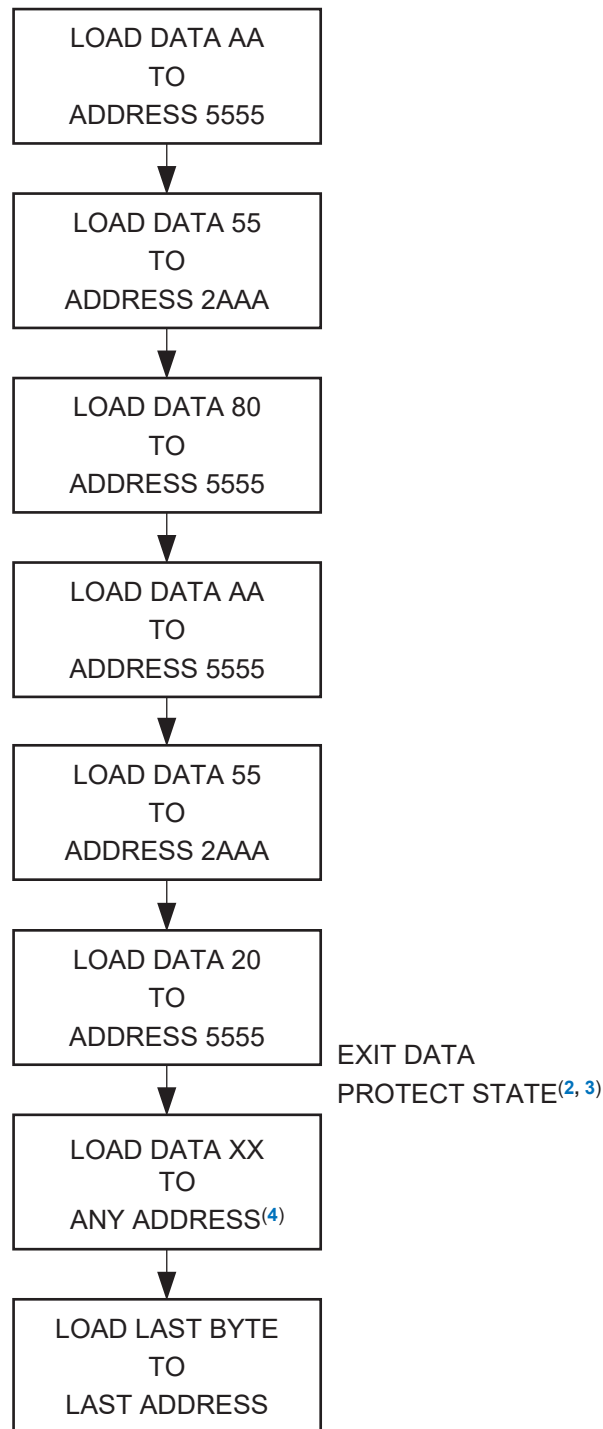 LOAD DATA AA
TO
ADDRESS 5555
LOAD DATA 55
TO
ADDRESS 2AAA
LOAD DATA 80
TO
ADDRESS 5555
LOAD DATA AA
TO
ADDRESS 5555
LOAD DATA 55
TO
ADDRESS 2AAA
LOAD DATA 20
TO
ADDRESS 5555
EXIT DATA
PROTECT STATE(2, 3)
LOAD DATA XX
TO
ANY ADDRESS(4)
LOAD LAST BYTE
TO
LAST ADDRESS